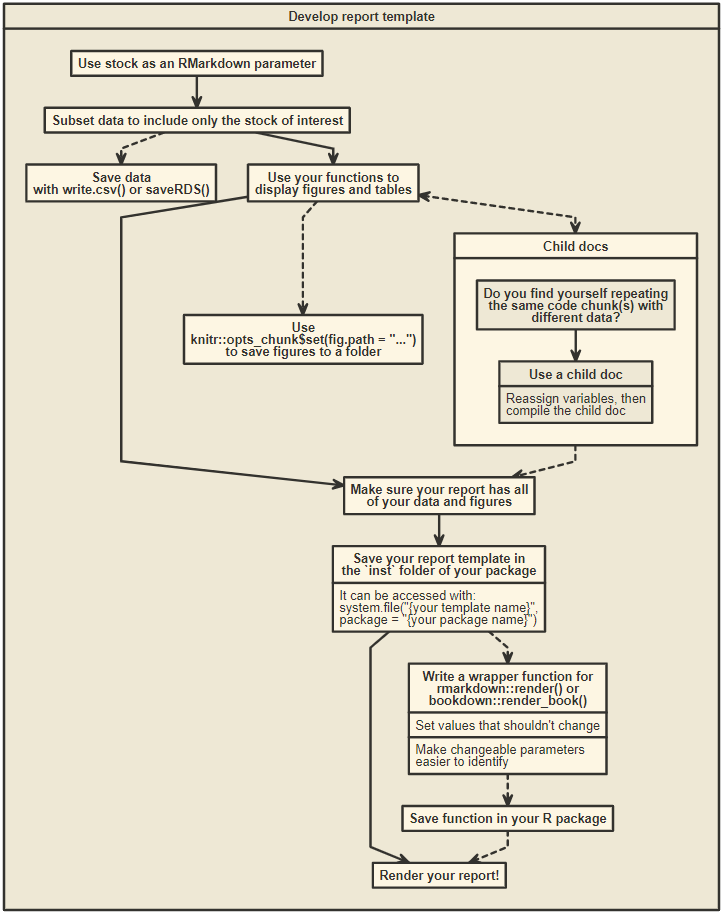 Develop report template
Use stock as an RMarkdown parameter
Subset data to include only the stock of interest
Save data
with write.csv() or saveRDS()
Use your functions to
display figures and tables
Child docs
Do you find yourself repeating
the same code chunk(s) with
different data?
Use a child doc
Reassign variables, then
compile the child doc
Use
knitr::opts_chunk$set(fig.path = "...")
to save figures to a folder
Make sure your report has all
of your data and figures
Save your report template in
the `inst` folder of your package
It can be accessed with:
system.file("{your template name}",
package = "{your package name}")
Write a wrapper function for
rmarkdown::render() or
bookdown::render_book()
Set values that shouldn't change
Make changeable parameters
easier to identify
Save function in your R package
Render your report!